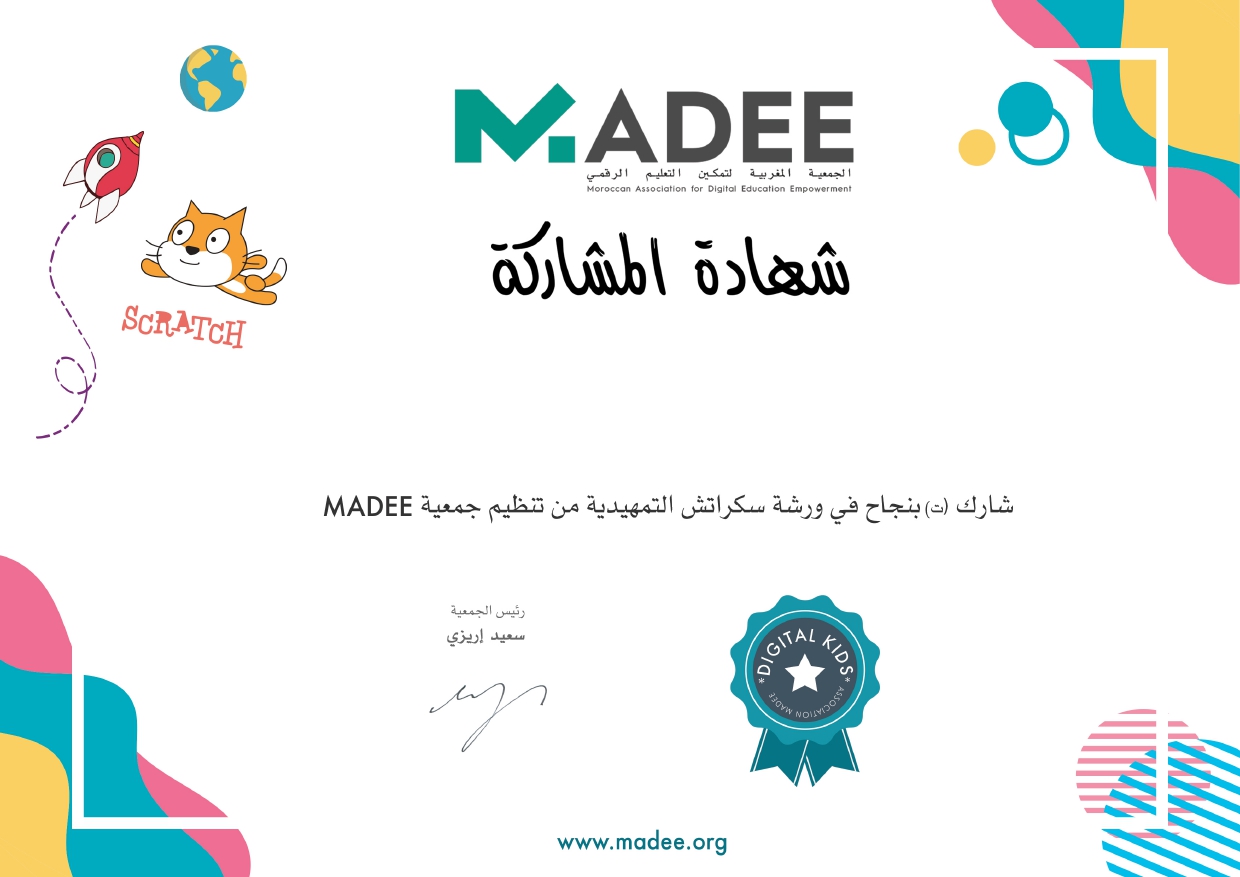 MADEE
الجمعية المغربية لتمكين التعليم الرقمي
Moroccan Association for Digital Education Empowerment
شهادة المشاركة
SCRATCH
شارك (ت) بنجاح في ورشة سكراتش التمهيدية من تنظيم جمعية MADEE
رئيس الجمعية
سعيد إريزي
*DIGITAL KIDS*
ASSOCIATION MADEE
www.madee.org